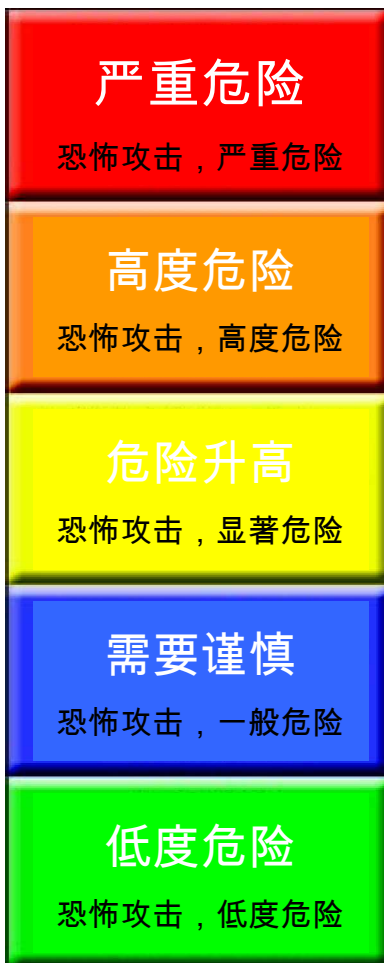 严重危险
恐怖攻击，严重危险
高度危险
恐怖攻击，高度危险
危险升高
恐怖攻击，显著危险
需要谨慎
恐怖攻击，一般危险
低度危险
恐怖攻击，低度危险